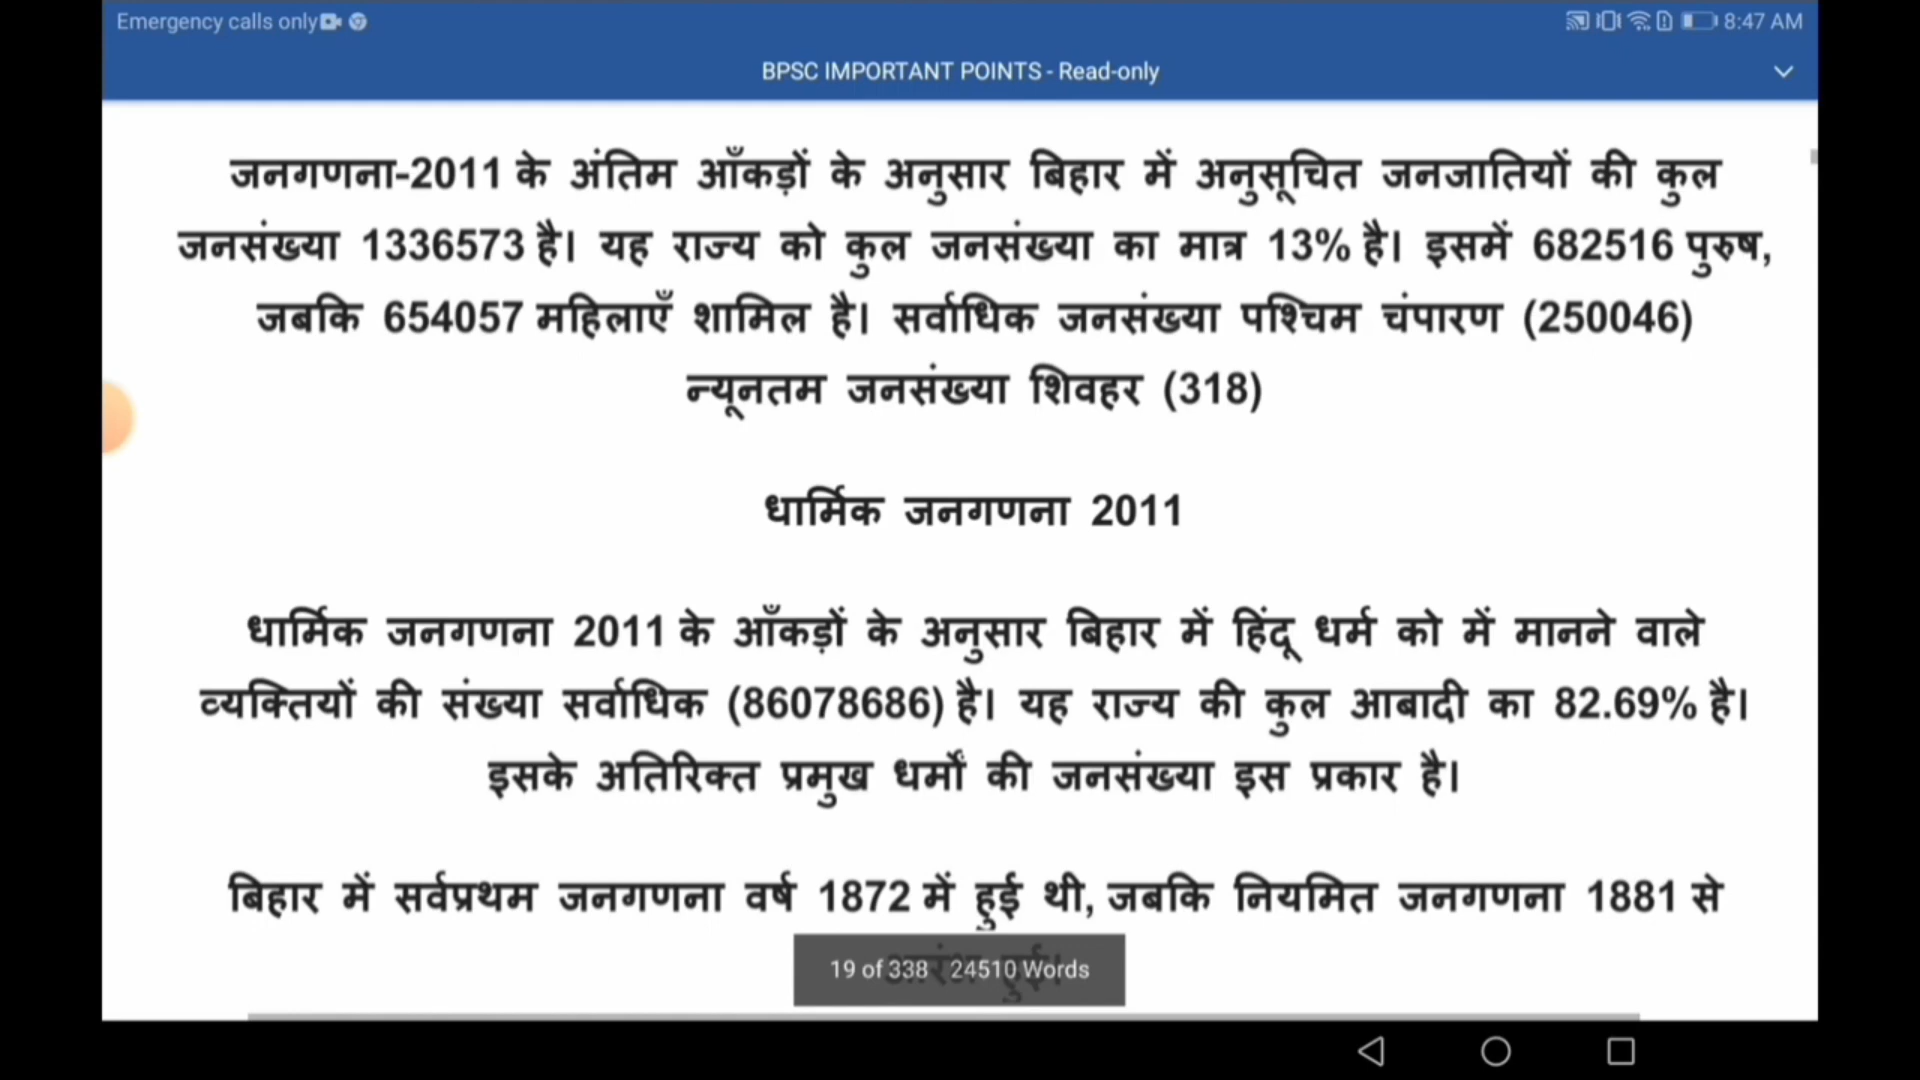 Emergency calls only
8:47 AM
BPSC IMPORTANT POINTS - Read-only
जनगणना-2011 के अंतिम आँकड़ों के अनुसार बिहार में अनुसूचित जनजातियों की कुल
जनसंख्या 1336573 है। यह राज्य को कुल जनसंख्या का मात्र 13% है। इसमें 682516 पुरुष,
जबकि 654057 महिलाएँ शामिल है। सर्वाधिक जनसंख्या पश्चिम चंपारण (250046)
न्यूनतम जनसंख्या शिवहर (318)
धार्मिक जनगणना 2011
धार्मिक जनगणना 2011 के आँकड़ों के अनुसार बिहार में हिंदू धर्म को में मानने वाले
व्यक्तियों की संख्या सर्वाधिक (86078686) है। यह राज्य की कुल आबादी का 82.69% है।
इसके अतिरिक्त प्रमुख धर्मों की जनसंख्या इस प्रकार है।
बिहार में सर्वप्रथम जनगणना वर्ष 1872 में हुई थी, जबकि नियमित जनगणना 1881 से
19 of 338 24510 Words